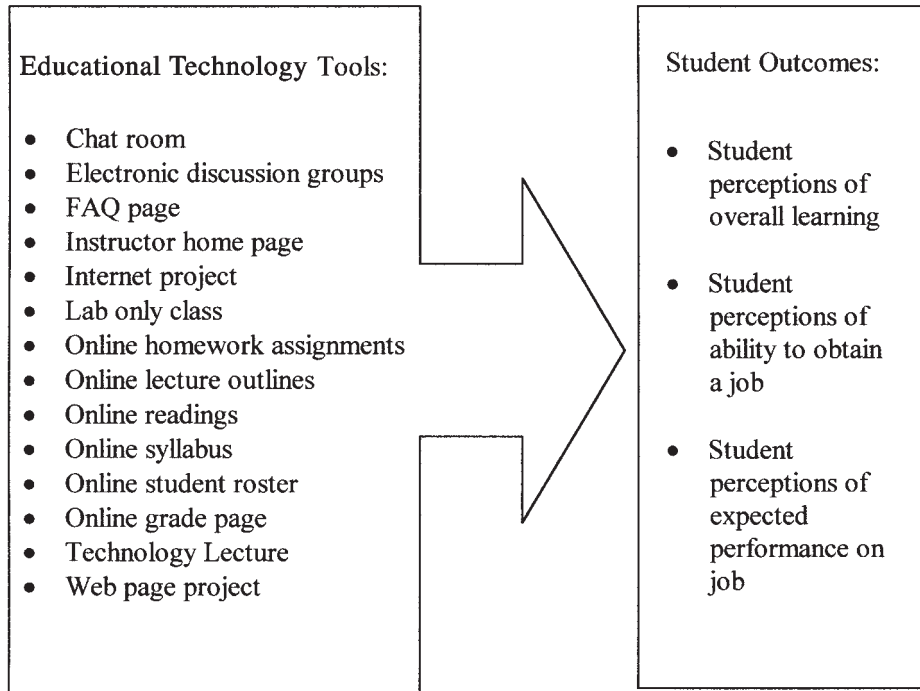 Educational Technology Tools:
• Chat room
• Electronic discussion groups
• FAQ page
• Instructor home page
• Internet project
• Lab only class
• Online homework assignments
• Online lecture outlines
• Online readings
• Online syllabus
• Online student roster
• Online grade page
• Technology Lecture
• Web page project
Student Outcomes:
• Student
perceptions of
overall learning
• Student
perceptions of
ability to obtain
a job
• Student
perceptions of
expected
performance on
job